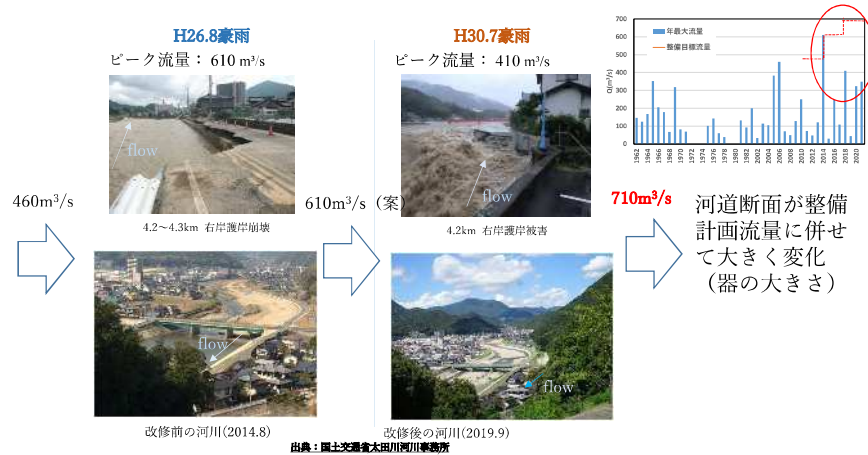 H26.8豪雨
ピーク流量：610 m³/s
flow
4.2～4.3km 右岸護岸崩壊
460m³/s
flow
改修前の河川(2014.8)
H30.7豪雨
ピーク流量：410 m³/s
flow
4.2km 右岸護岸被害
610m³/s（案）
flow
改修後の河川(2019.9)
出典：国土交通省太田川河川事務所
700
600
500
400
300
200
100
0
Q(m³/s)
年最大流量
整備目標流量
1962
1964
1966
1968
1970
1972
1974
1976
1978
1980
1982
1984
1986
1988
1990
1992
1994
1996
1998
2000
2002
2004
2006
2008
2010
2012
2014
2016
2018
2020
710m³/s
河道断面が整備
計画流量に併せ
て大きく変化
（器の大きさ）